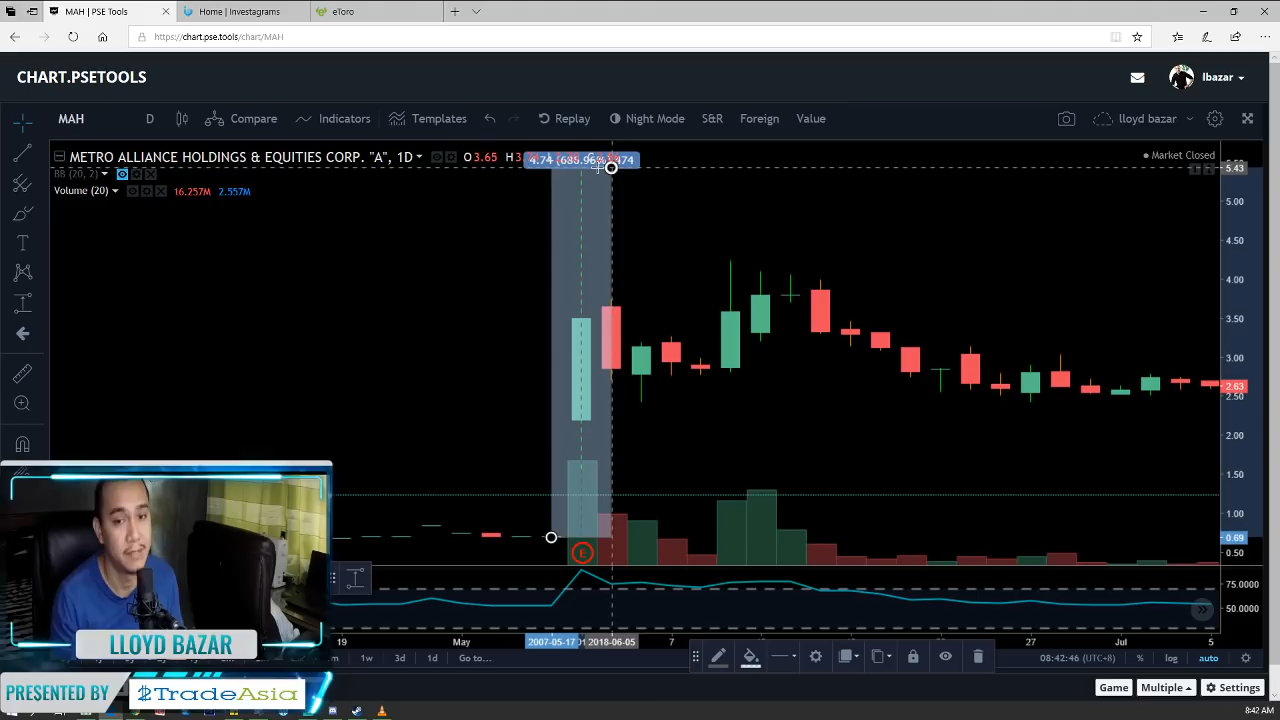 MAH | PSE Tools
Home | Investagrams
eToro
https://chart.pse.tools/chart/MAH
CHART.PSETOOLS
lbazar
MAH
D
Compare
Indicators
Templates
Replay
Night Mode
S&R
Foreign
Value
lloyd bazar
METRO ALLIANCE HOLDINGS & EQUITIES CORP. "A", 1D
O3.65
Market Closed
BB (20, 2)
Volume (20)
16.257M
2.557M
5.43
5.00
4.50
4.00
3.50
3.00
2.63
2.50
2.00
1.50
1.00
0.69
0.50
E
75.0000
50.0000
19
May
2007-05-17
2018-06-05
7
27
Jul
5
1w
3d
1d
Go to...
08:42:46 (UTC+8)
%
log
auto
Game
Multiple
Settings
8:42 AM
LLOYD BAZAR
PRESENTED BY
$TradeAsia